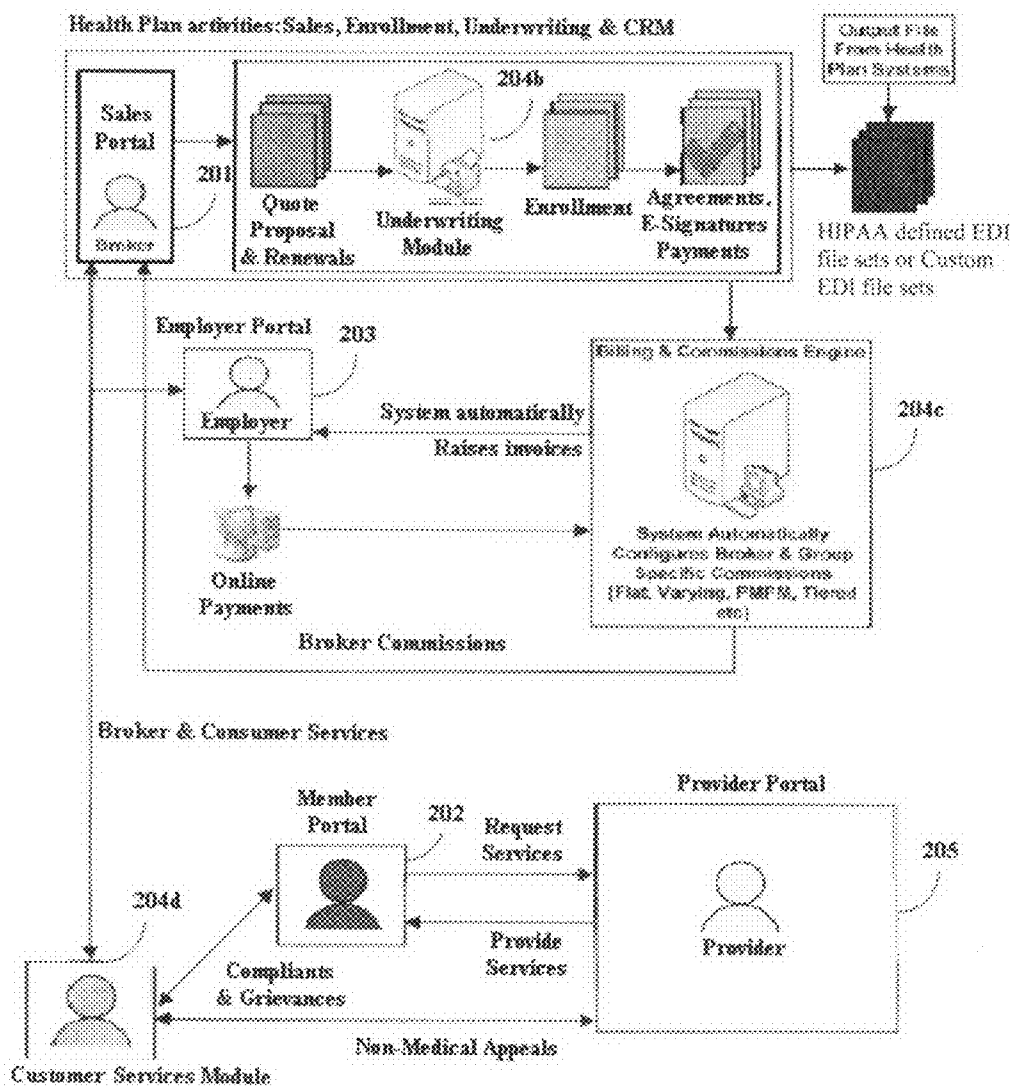 Health Plan activities:Sales, Enrollment, Underwriting & CRM
Output File
From Health
Plan Systems
Sales
Portal
Broker
201
204b
Quote
Proposal
& Renewals
Underwriting
Module
Enrollment
Agreements,
E-Signatures
Payments
HIPAA defined EDI
file sets or Custom
EDI file sets
Employer Portal
203
Employer
System automatically
Raises invoices
Online
Payments
Billing & Commissions Engine
204c
System Automatically
Configures Broker & Group
Specific Commissions
(Flat, Varying, PMPM, Tiered
etc)
Broker Commissions
Broker & Consumer Services
Member
Portal
202
Request
Services
Provide
Services
Provider Portal
205
Provider
204d
Compliants
& Grievances
Non-Medical Appeals
Customer Services Module